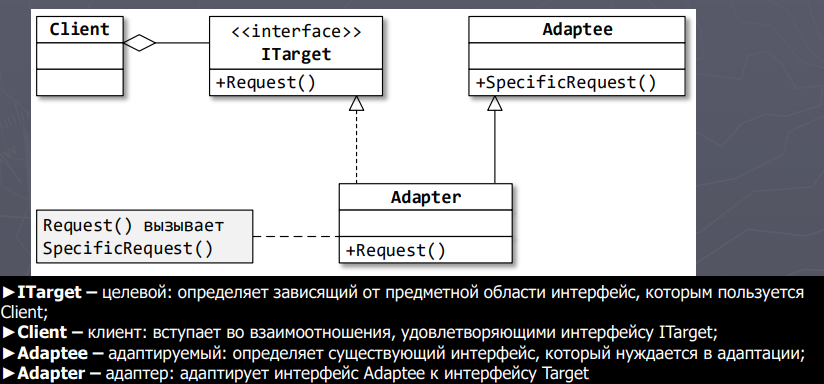 Client
<<interface>>
ITarget
+Request()
Adaptee
+SpecificRequest()
Adapter
+Request()
Request() вызывает
SpecificRequest()
►ITarget – целевой: определяет зависящий от предметной области интерфейс, которым пользуется
Client;
►Client – клиент: вступает во взаимоотношения, удовлетворяющими интерфейсу ITarget;
►Adaptee – адаптируемый: определяет существующий интерфейс, который нуждается в адаптации;
►Adapter – адаптер: адаптирует интерфейс Adaptee к интерфейсу Target